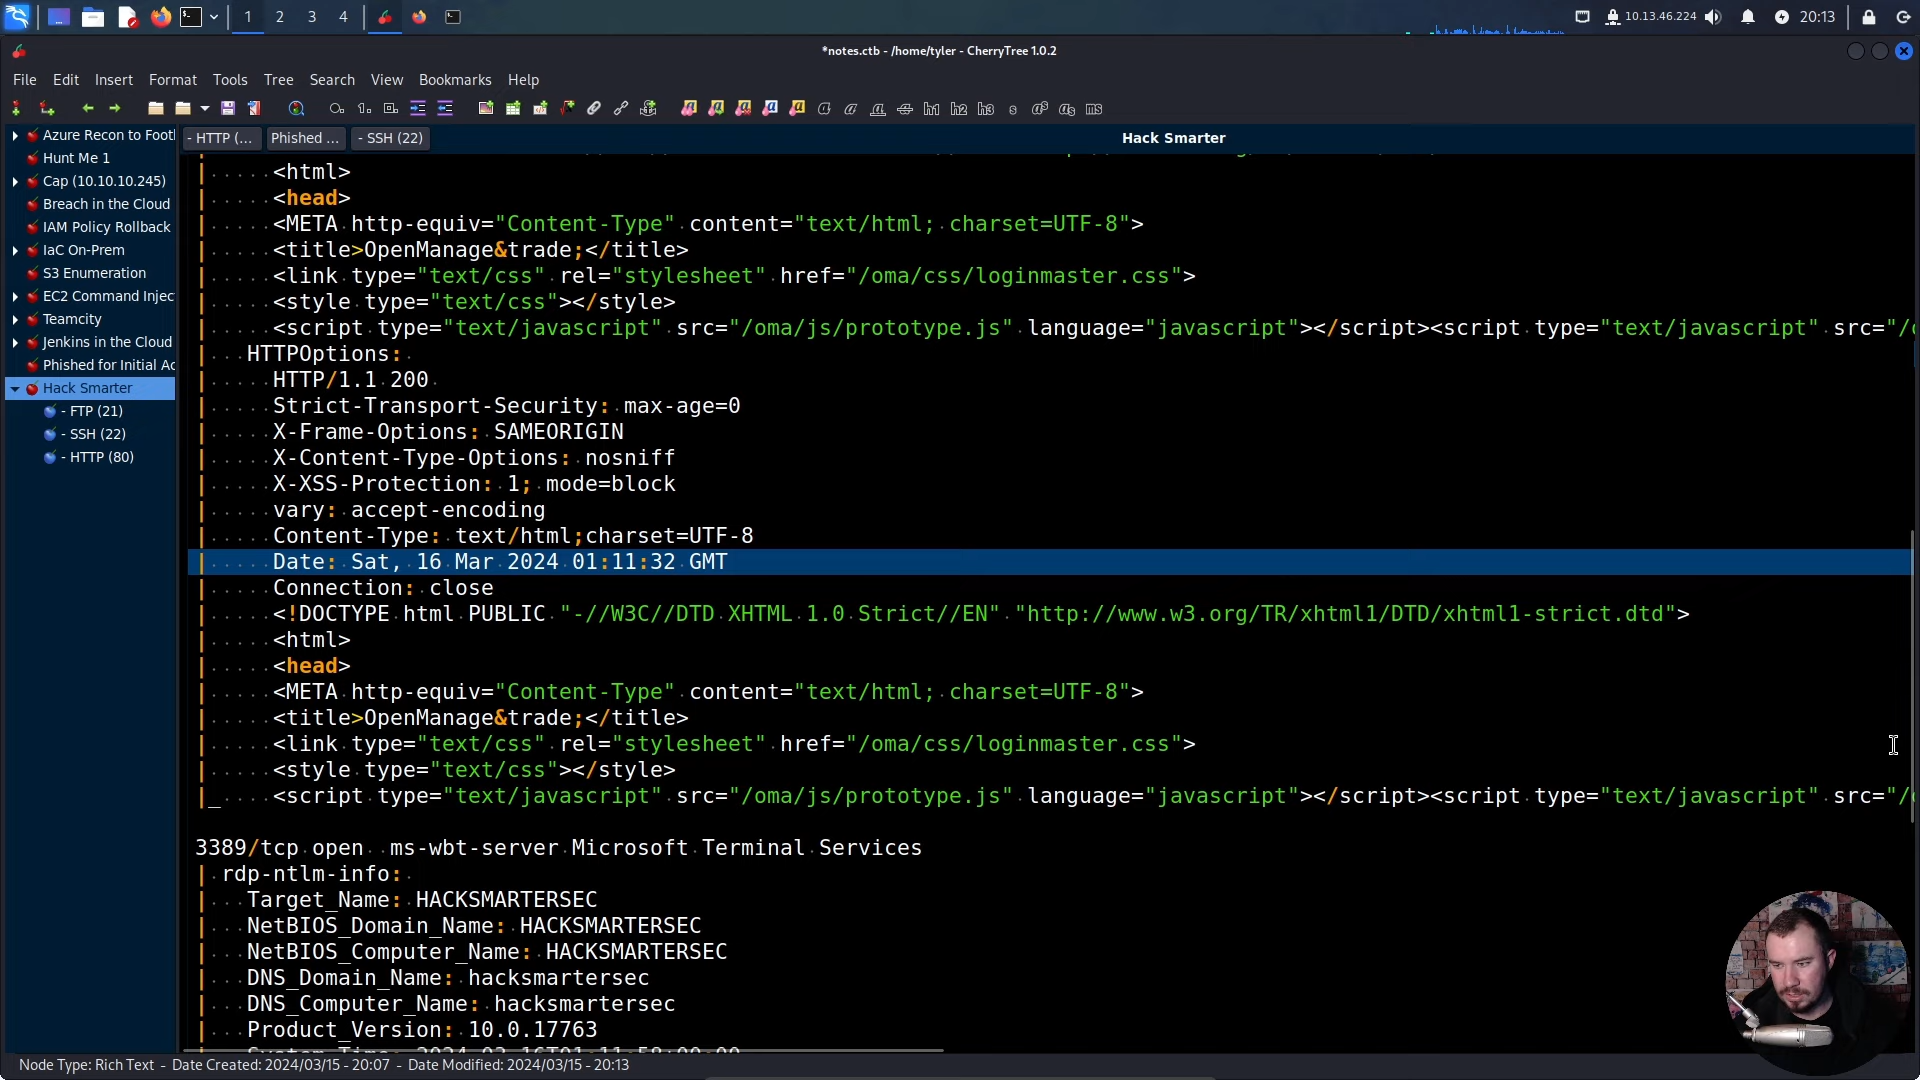 1 2 3 4 10.13.46.224 20:13
*notes.ctb - /home/tyler - CherryTree 1.0.2
File Edit Insert Format Tools Tree Search View Bookmarks Help
Azure Recon to Footl
Hunt Me 1
Cap (10.10.10.245)
Breach in the Cloud
IAM Policy Rollback
IaC On-Prem
S3 Enumeration
EC2 Command Injec
Teamcity
Jenkins in the Cloud
Phished for Initial Ac
Hack Smarter
- FTP (21)
- SSH (22)
- HTTP (80)
- HTTP (... Phished ... - SSH (22) Hack Smarter
| <html>
| <head>
| <META http-equiv="Content-Type" content="text/html; charset=UTF-8">
| <title>OpenManage&trade;</title>
| <link type="text/css" rel="stylesheet" href="/oma/css/loginmaster.css">
| <style type="text/css"></style>
| <script type="text/javascript" src="/oma/js/prototype.js" language="javascript"></script><script type="text/javascript" src="/
| HTTPOptions:
| HTTP/1.1 200
| Strict-Transport-Security: max-age=0
| X-Frame-Options: SAMEORIGIN
| X-Content-Type-Options: nosniff
| X-XSS-Protection: 1; mode=block
| vary: accept-encoding
| Content-Type: text/html;charset=UTF-8
| Date: Sat, 16 Mar 2024 01:11:32 GMT
| Connection: close
| <!DOCTYPE html PUBLIC "-//W3C//DTD XHTML 1.0 Strict//EN" "http://www.w3.org/TR/xhtml1/DTD/xhtml1-strict.dtd">
| <html>
| <head>
| <META http-equiv="Content-Type" content="text/html; charset=UTF-8">
| <title>OpenManage&trade;</title>
| <link type="text/css" rel="stylesheet" href="/oma/css/loginmaster.css">
| <style type="text/css"></style>
|_ <script type="text/javascript" src="/oma/js/prototype.js" language="javascript"></script><script type="text/javascript" src="/
3389/tcp open ms-wbt-server Microsoft Terminal Services
| rdp-ntlm-info:
| Target_Name: HACKSMARTERSEC
| NetBIOS_Domain_Name: HACKSMARTERSEC
| NetBIOS_Computer_Name: HACKSMARTERSEC
| DNS_Domain_Name: hacksmartersec
| DNS_Computer_Name: hacksmartersec
| Product_Version: 10.0.17763
Node Type: Rich Text - Date Created: 2024/03/15 - 20:07 - Date Modified: 2024/03/15 - 20:13